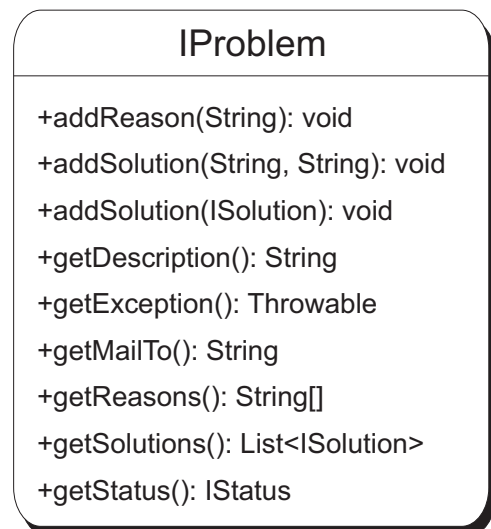 IProblem
+addReason(String): void
+addSolution(String, String): void
+addSolution(ISolution): void
+getDescription(): String
+getException(): Throwable
+getMailTo(): String
+getReasons(): String[]
+getSolutions(): List<ISolution>
+getStatus(): IStatus